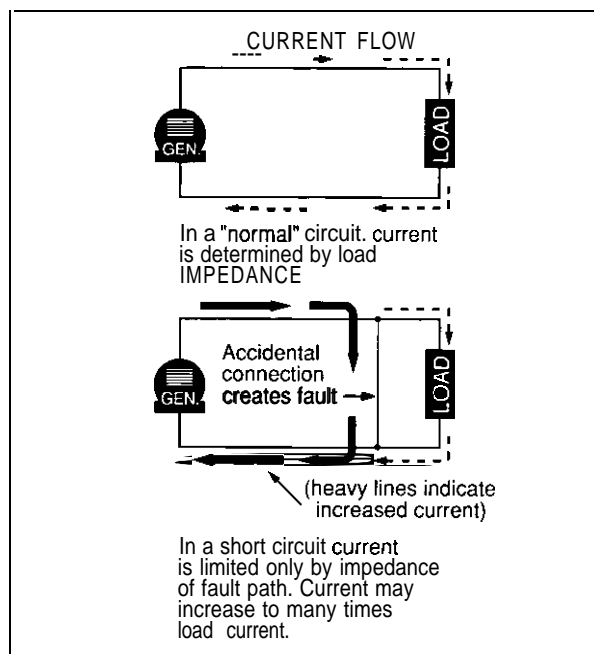 CURRENT FLOW
GEN.
LOAD
In a "normal" circuit. current
is determined by load
IMPEDANCE
Accidental
connection
creates fault
GEN.
LOAD
(heavy lines indicate
increased current)
In a short circuit current
is limited only by impedance
of fault path. Current may
increase to many times
load current.